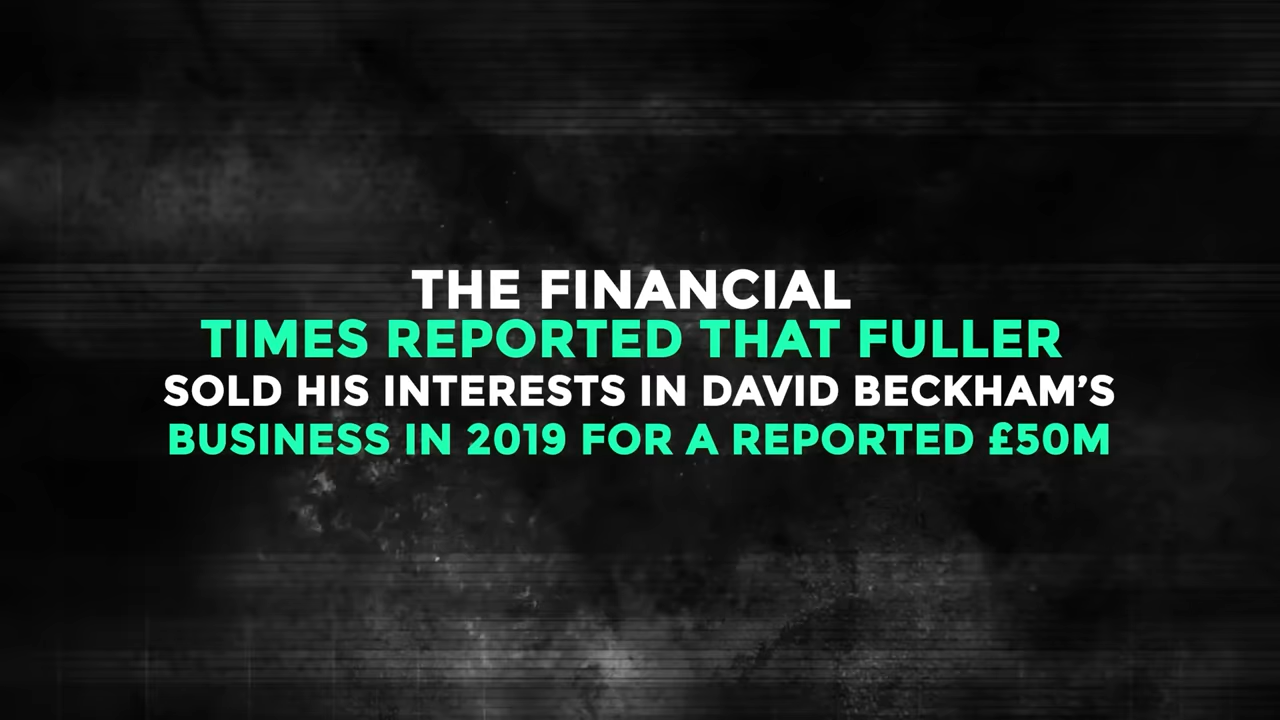 THE FINANCIAL
TIMES REPORTED THAT FULLER
SOLD HIS INTERESTS IN DAVID BECKHAM’S
BUSINESS IN 2019 FOR A REPORTED £50M